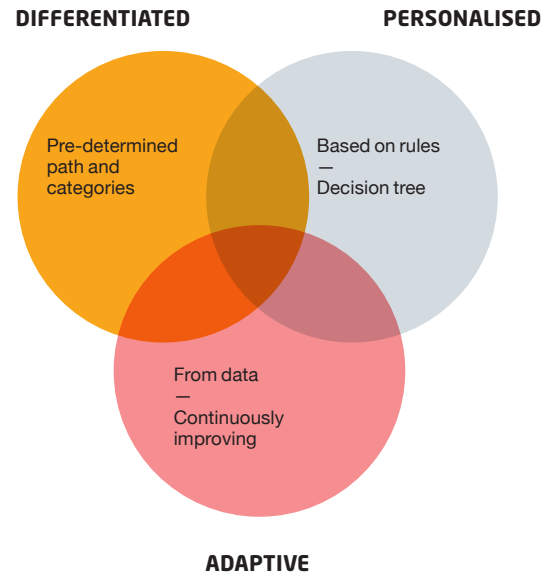 DIFFERENTIATED
PERSONALISED
Pre-determined
path and
categories
Based on rules
—
Decision tree
From data
—
Continuously
improving
ADAPTIVE